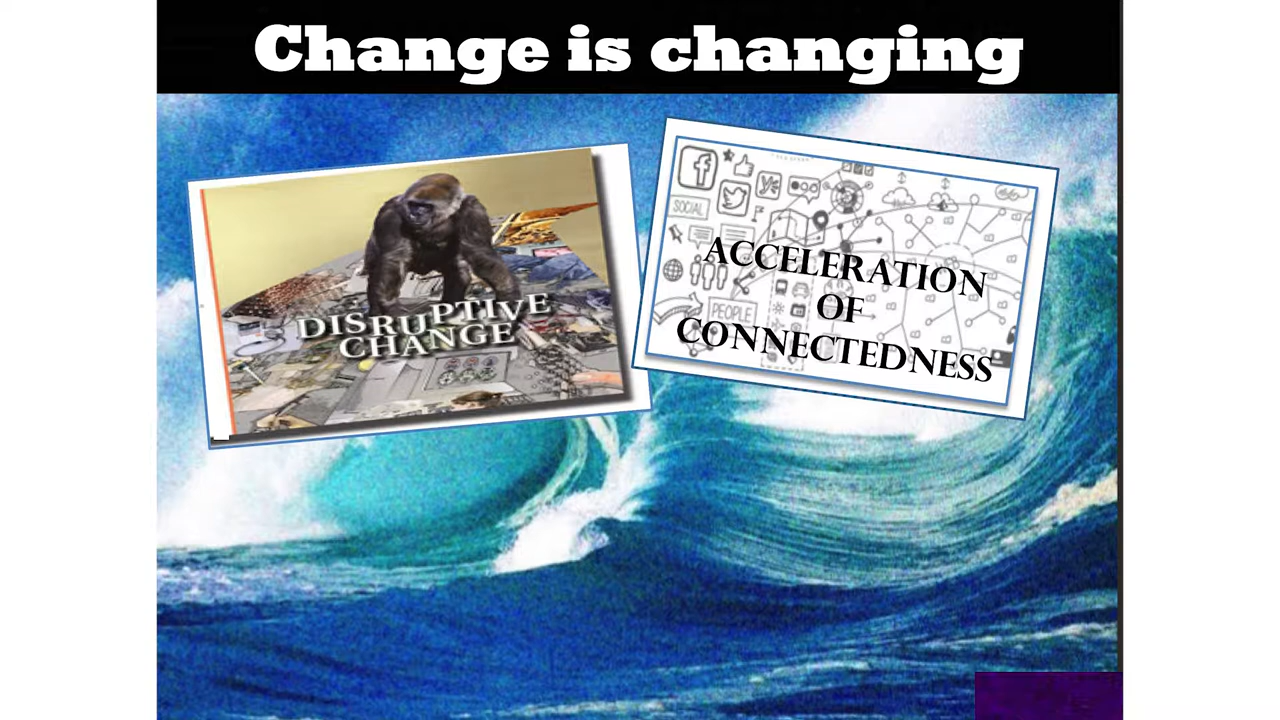 Change is changing
DISRUPTIVE
CHANGE
SOCIAL
PEOPLE
ACCELERATION
OF
CONNECTEDNESS